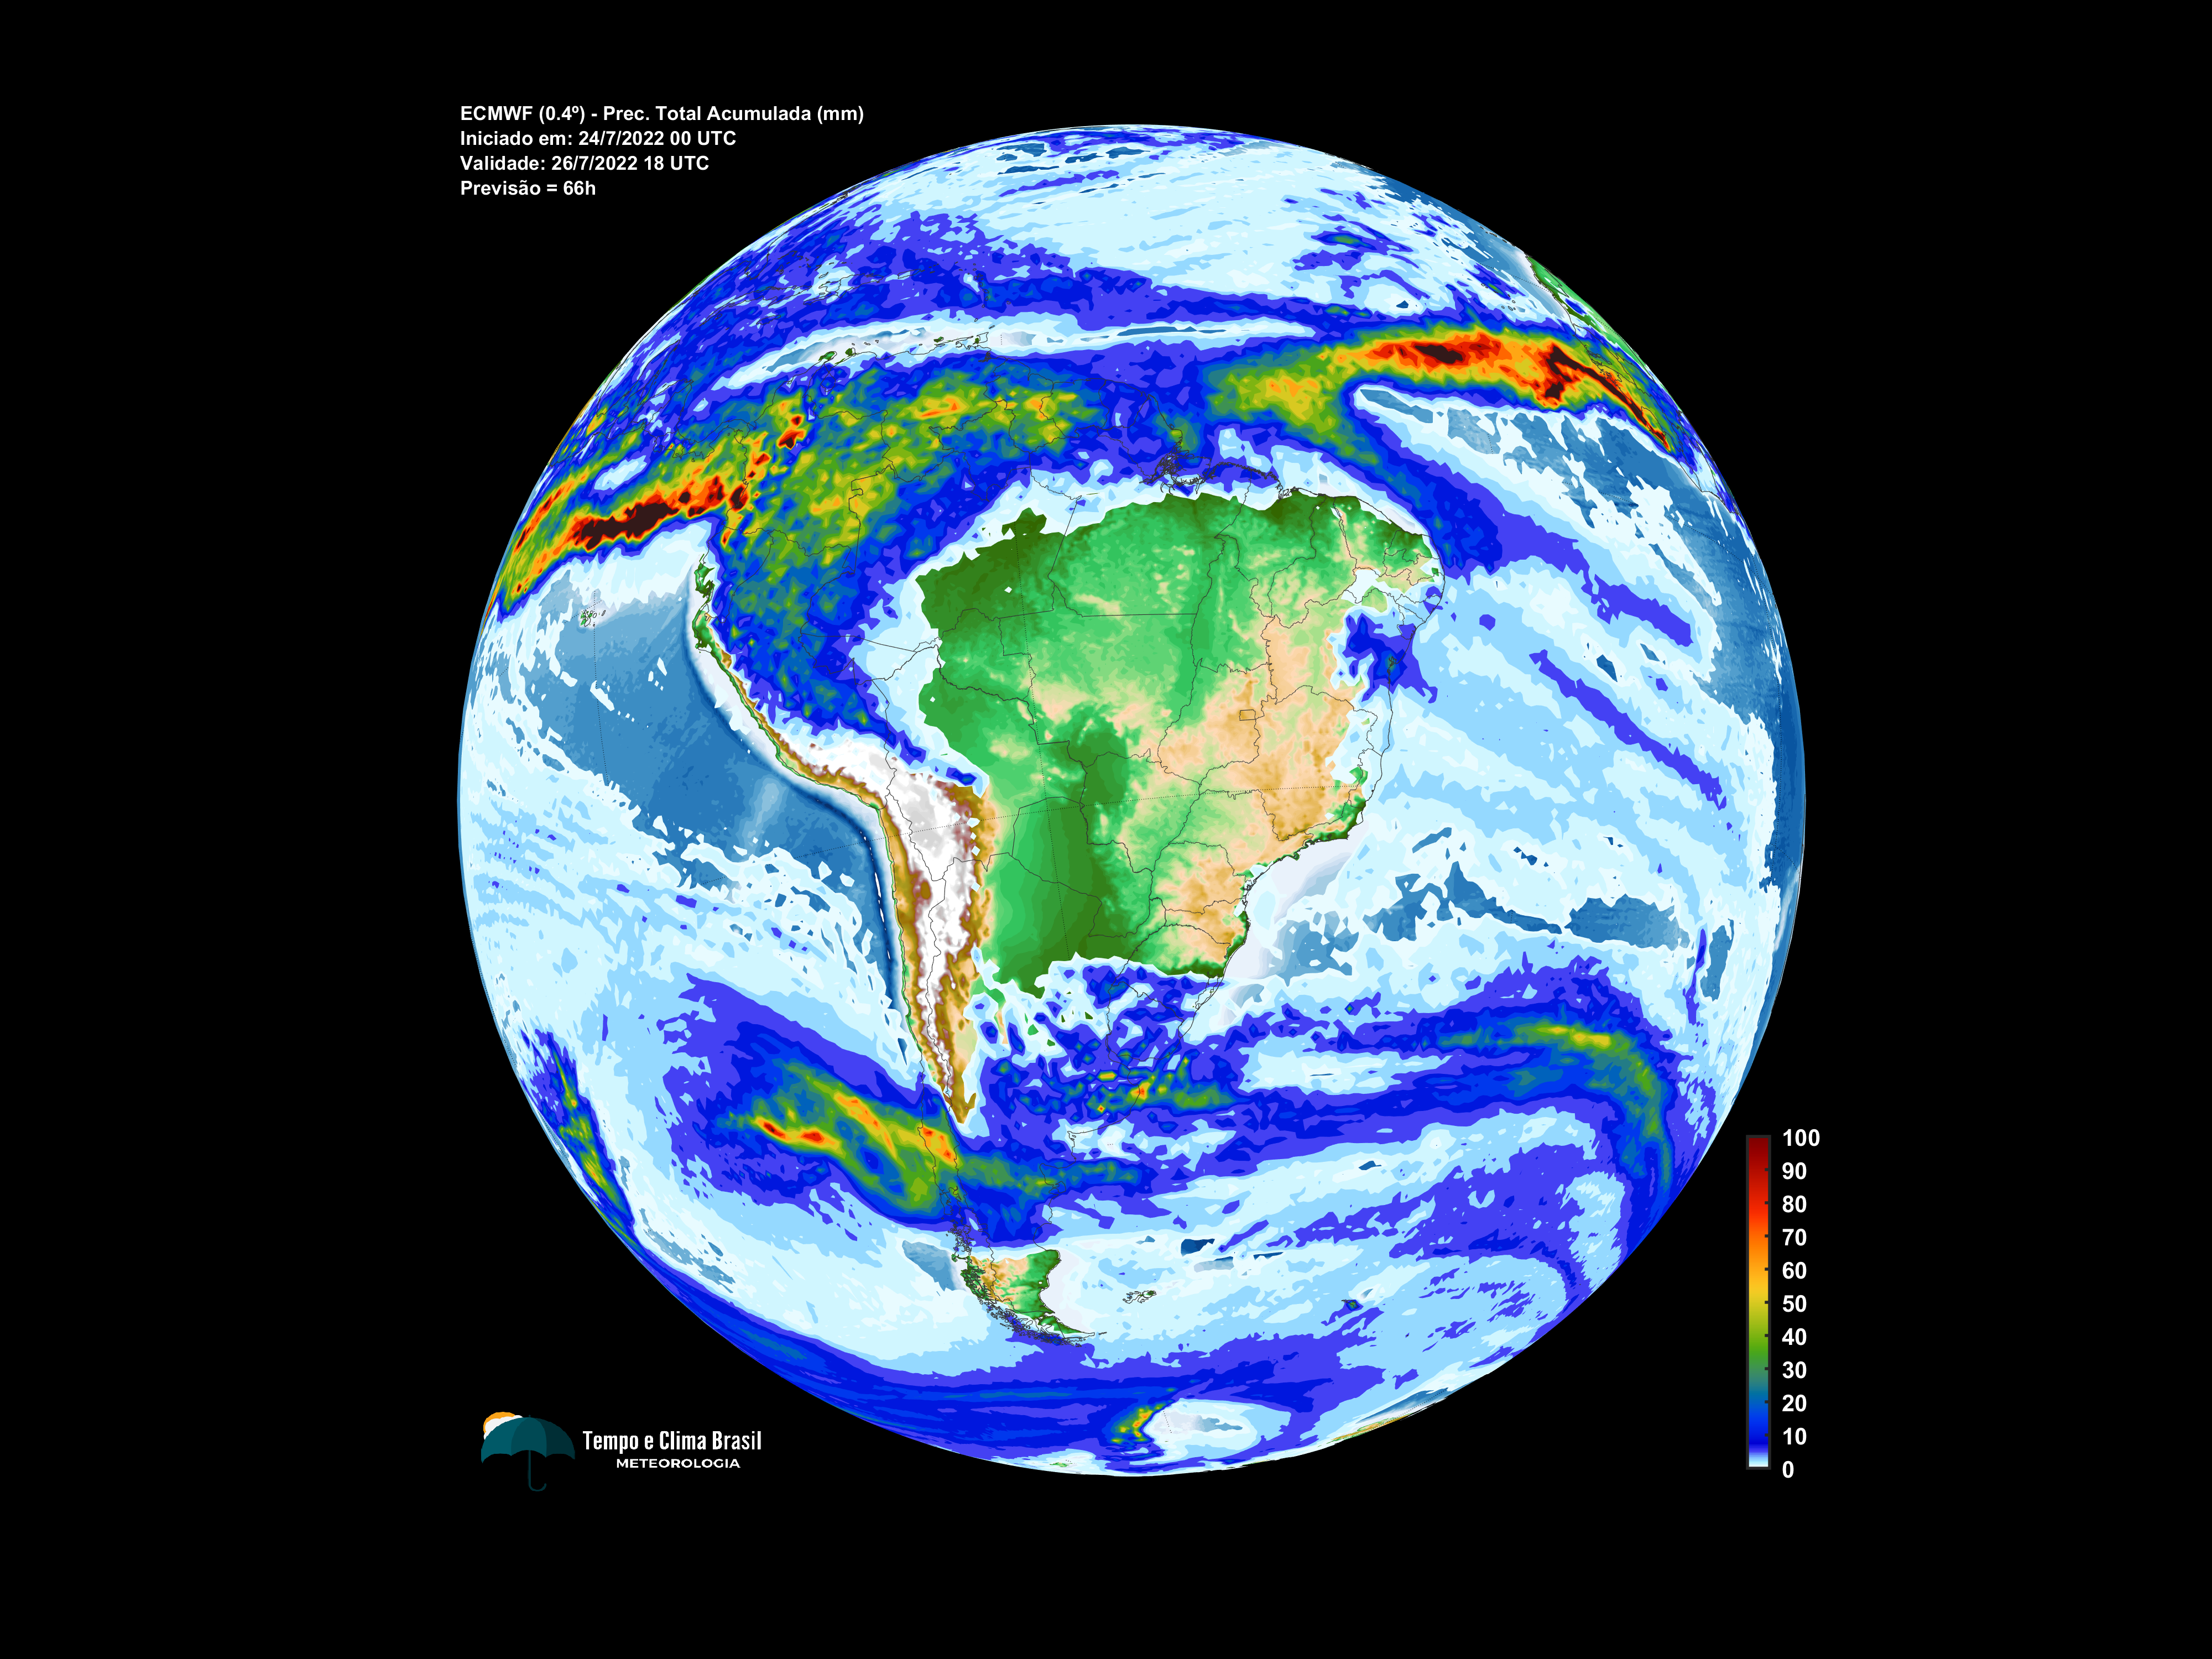 ECMWF (0.4º) - Prec. Total Acumulada (mm)
Iniciado em: 24/7/2022 00 UTC
Validade: 26/7/2022 18 UTC
Previsão = 66h
100
90
80
70
60
50
40
30
20
10
0
Tempo e Clima Brasil
METEOROLOGIA